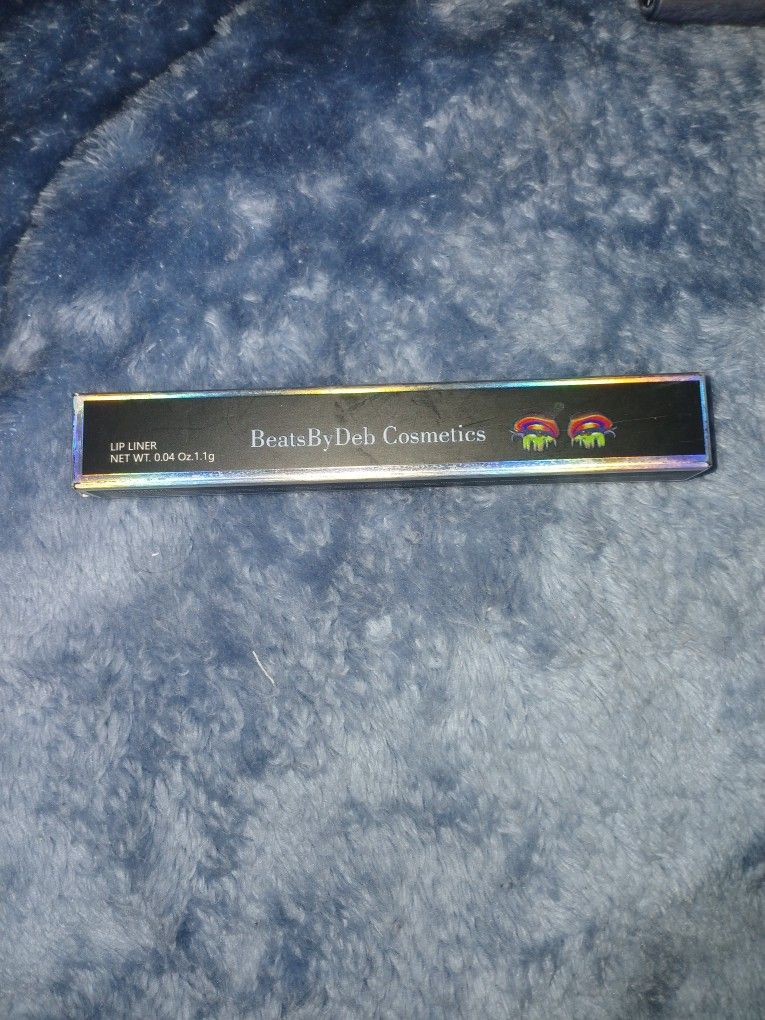 LIP LINER
NET WT. 0.04 Oz.1.1g
BeatsByDeb Cosmetics